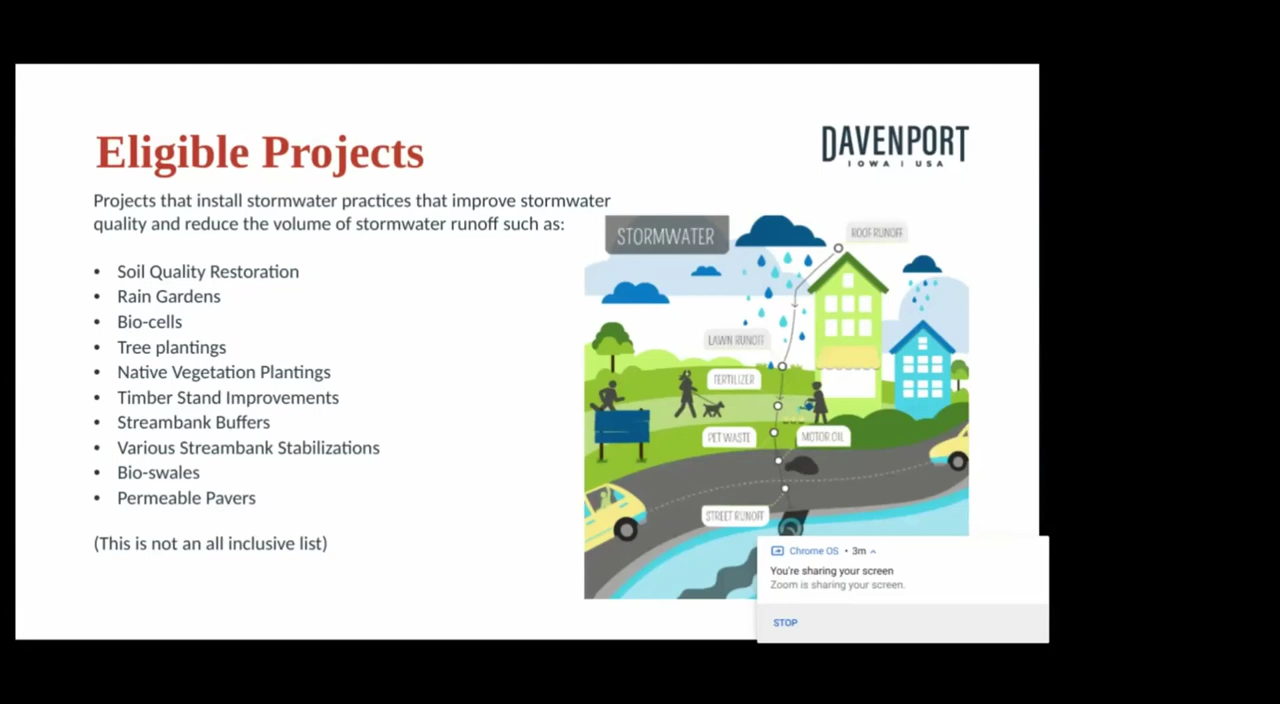 Eligible Projects
DAVENPORT
IOWA | USA
Projects that install stormwater practices that improve stormwater
quality and reduce the volume of stormwater runoff such as:
• Soil Quality Restoration
• Rain Gardens
• Bio-cells
• Tree plantings
• Native Vegetation Plantings
• Timber Stand Improvements
• Streambank Buffers
• Various Streambank Stabilizations
• Bio-swales
• Permeable Pavers
(This is not an all inclusive list)
STORMWATER
ROOF RUNOFF
LAWN RUNOFF
FERTILIZER
PET WASTE
MOTOR OIL
STREET RUNOFF
Chrome OS • 3m
You're sharing your screen
Zoom is sharing your screen.
STOP